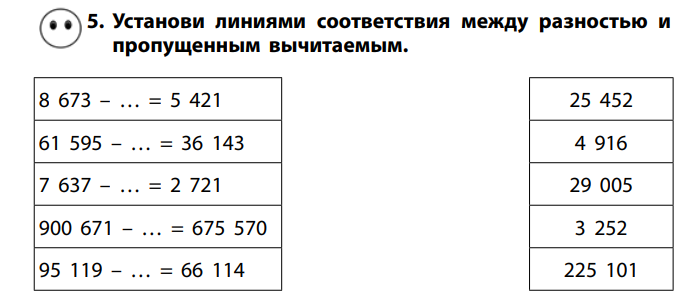 5. Установи линиями соответствия между разностью и
пропущенным вычитаемым.
8 673 – … = 5 421
25 452
61 595 – … = 36 143
4 916
7 637 – … = 2 721
29 005
900 671 – … = 675 570
3 252
95 119 – … = 66 114
225 101